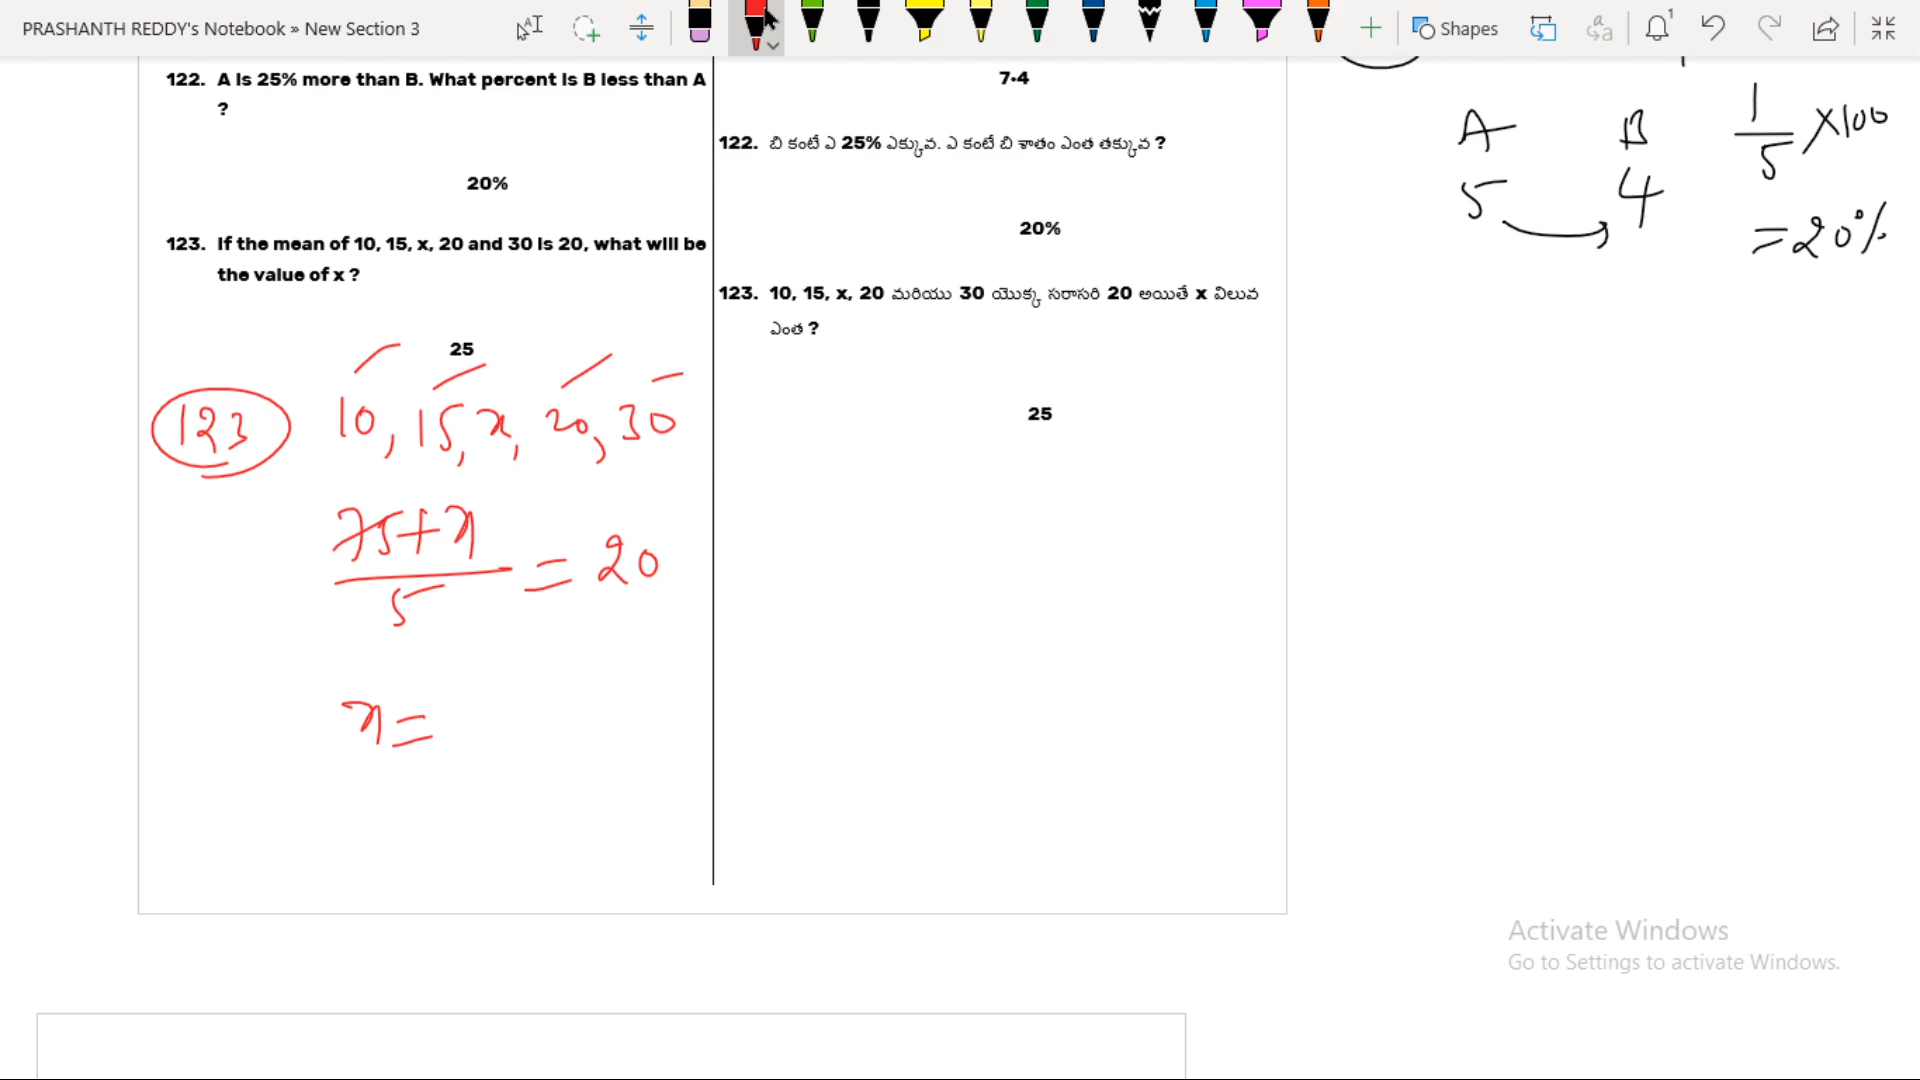 PRASHANTH REDDY's Notebook » New Section 3
Shapes
1
122. A is 25% more than B. What percent is B less than A
?
20%
123. If the mean of 10, 15, x, 20 and 30 is 20, what will be
the value of x ?
25
123 10, 15, x, 20, 30
75+x
5
= 20
x =
7·4
122. బి కంటే ఎ 25% ఎక్కువ. ఎ కంటే బి శాతం ఎంత తక్కువ ?
20%
123. 10, 15, x, 20 మరియు 30 యొక్క సరాసరి 20 అయితే x విలువ
ఎంత ?
25
A B
5 4
1
5
×100
=20%
Activate Windows
Go to Settings to activate Windows.